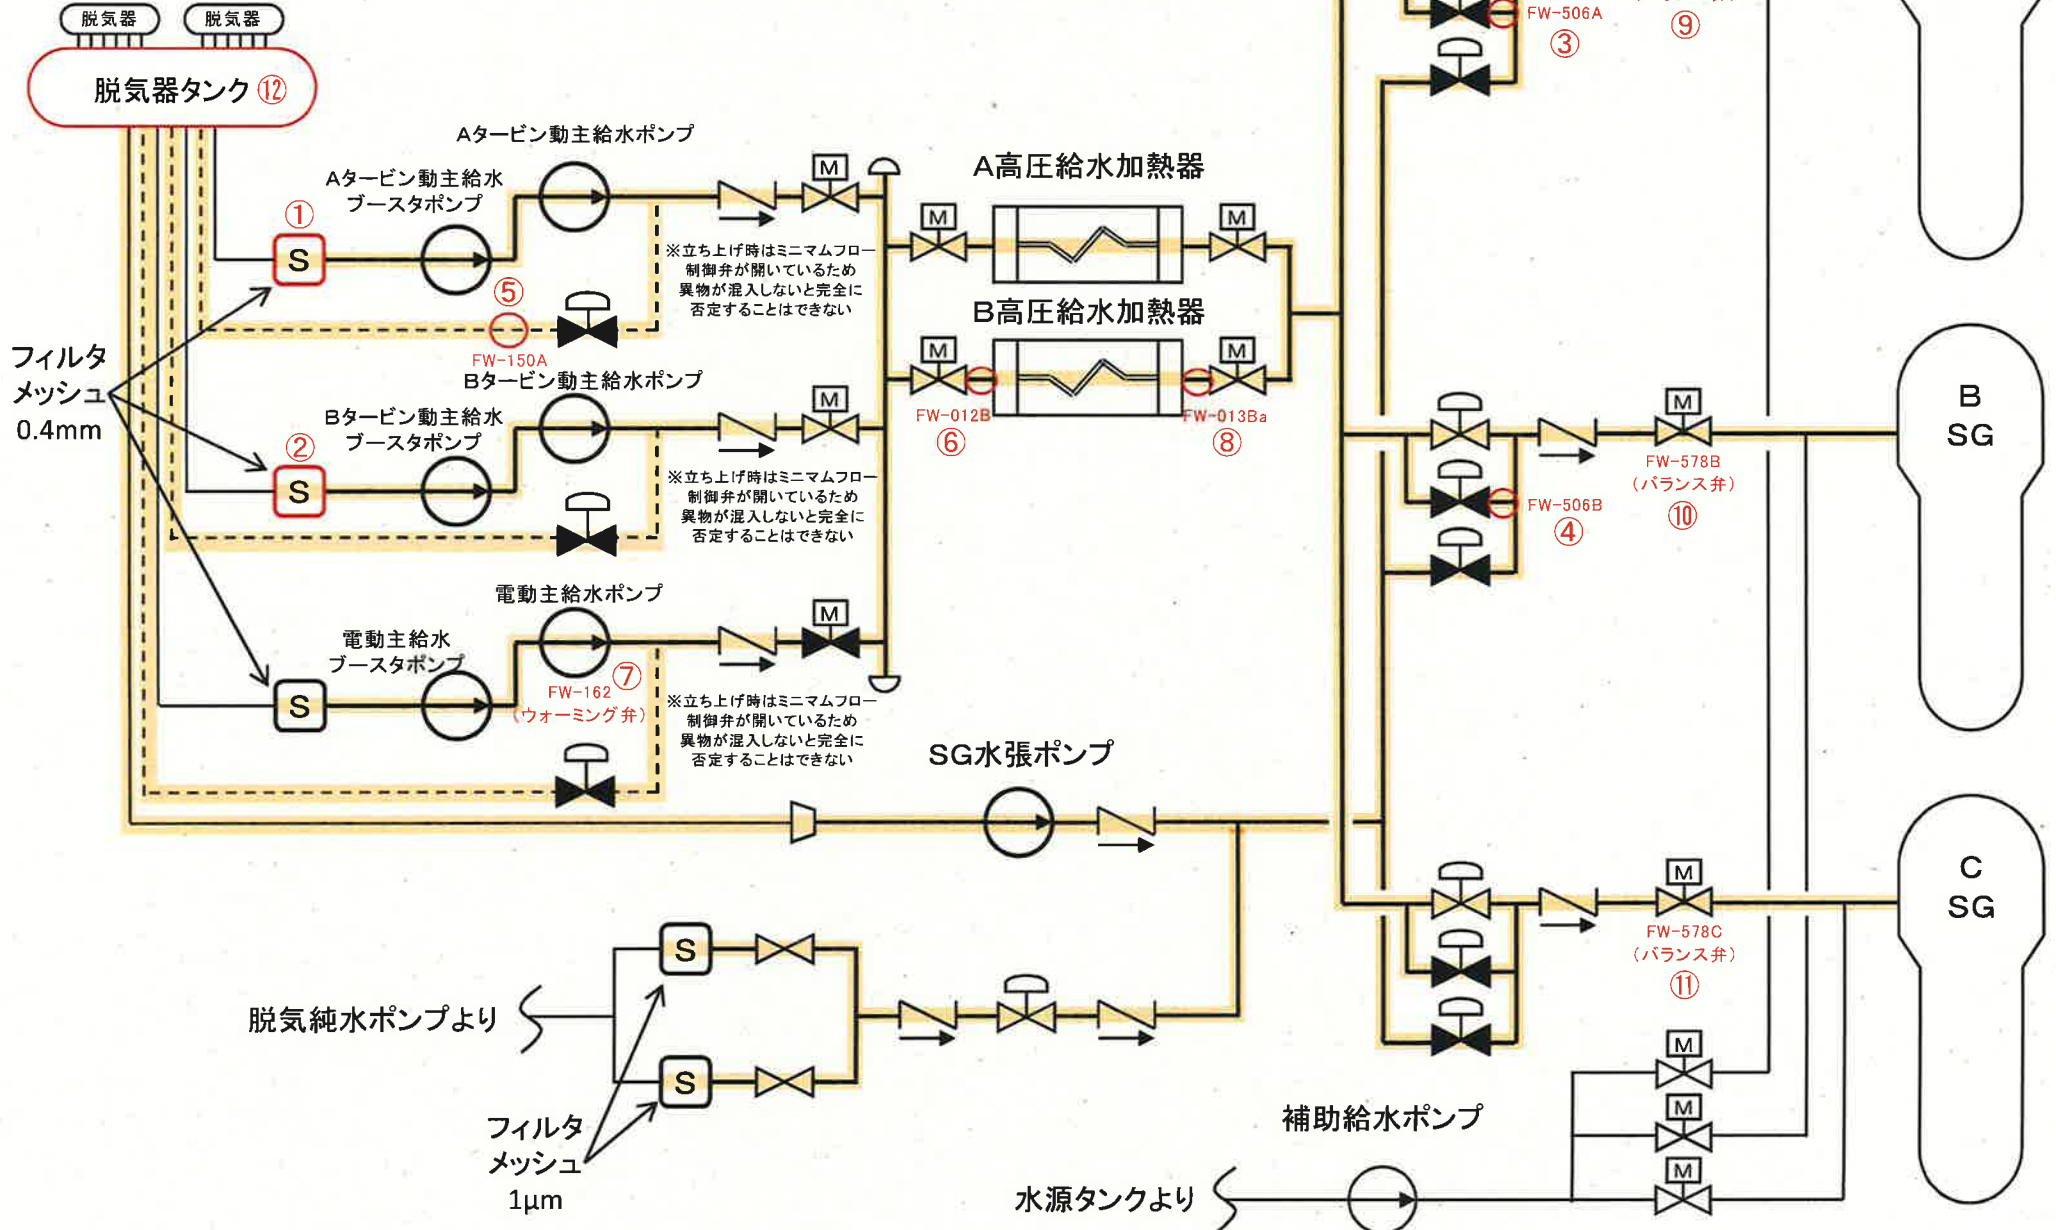 脱気器
脱気器
脱気器タンク ⑫
FW-506A
③
⑨
Aタービン動主給水ポンプ
Aタービン動主給水
ブースタポンプ
①
S
M
※立ち上げ時はミニマムフロー
制御弁が開いているため
異物が混入しないと完全に
否定することはできない
⑤
FW-150A
A高圧給水加熱器
M
M
B高圧給水加熱器
M
M
FW-012B
⑥
FW-013Ba
⑧
フィルタ
メッシュ
0.4mm
Bタービン動主給水ポンプ
Bタービン動主給水
ブースタポンプ
②
S
M
※立ち上げ時はミニマムフロー
制御弁が開いているため
異物が混入しないと完全に
否定することはできない
M
FW-578B
(バランス弁)
⑩
FW-506B
④
B
SG
電動主給水ポンプ
電動主給水
ブースタポンプ
S
M
⑦
FW-162
(ウォーミング弁)
※立ち上げ時はミニマムフロー
制御弁が開いているため
異物が混入しないと完全に
否定することはできない
SG水張ポンプ
M
FW-578C
(バランス弁)
⑪
C
SG
脱気純水ポンプより
S
S
フィルタ
メッシュ
1μm
補助給水ポンプ
M
M
M
水源タンクより